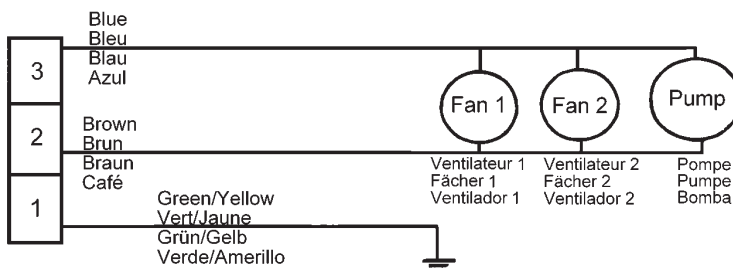 Blue
Bleu
Blau
Azul
3
Fan 1
Fan 2
Pump
2
Brown
Brun
Braun
Café
Ventilateur 1
Fächer 1
Ventilador 1
Ventilateur 2
Fächer 2
Ventilador 2
Pompe
Pumpe
Bomba
1
Green/Yellow
Vert/Jaune
Grün/Gelb
Verde/Amerillo